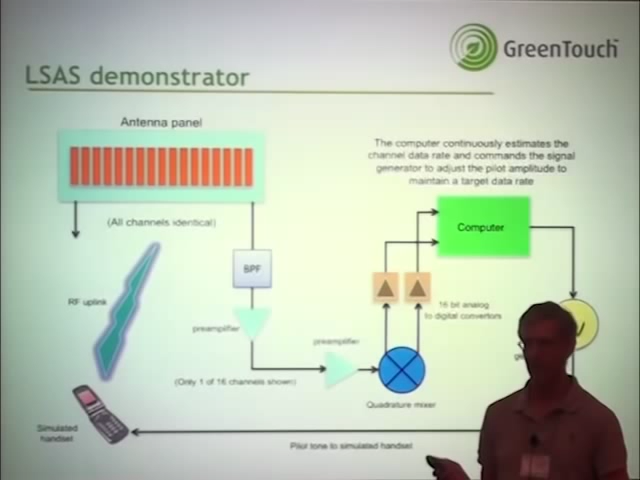 GreenTouch™
LSAS demonstrator
Antenna panel
The computer continuously estimates the
channel data rate and commands the signal
generator to adjust the pilot amplitude to
maintain a target data rate
(All channels identical)
Computer
BPF
RF uplink
16 bit analog
to digital convertors
preamplifier
preamplifier
(Only 1 of 16 channels shown)
Quadrature mixer
Simulated
handset
Pilot tone to simulated handset